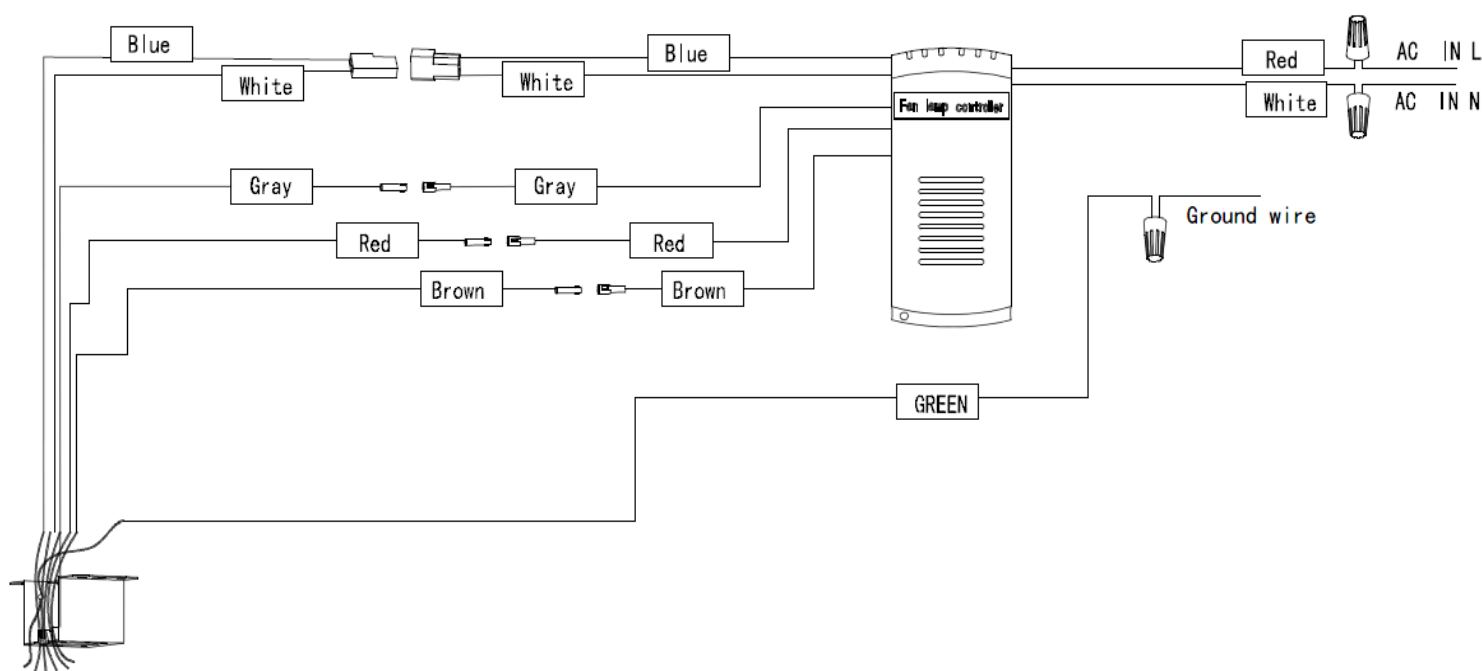 Blue
Blue
Red
AC IN L
White
White
White
AC IN N
Fan lamp controller
Gray
Gray
Ground wire
Red
Red
Brown
Brown
GREEN